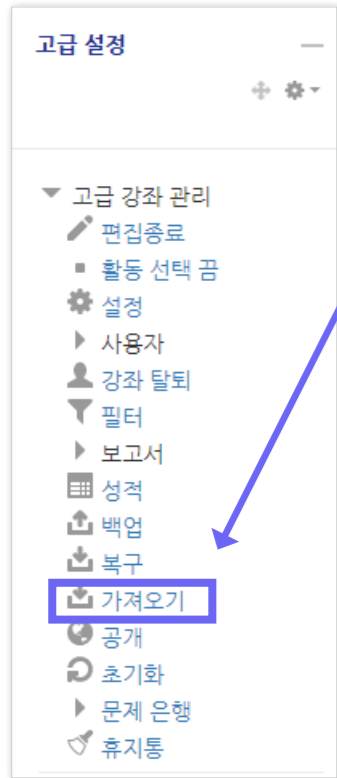 고급 설정
고급 강좌 관리
편집종료
활동 선택 끔
설정
사용자
강좌 탈퇴
필터
보고서
성적
백업
복구
가져오기
공개
초기화
문제 은행
휴지통